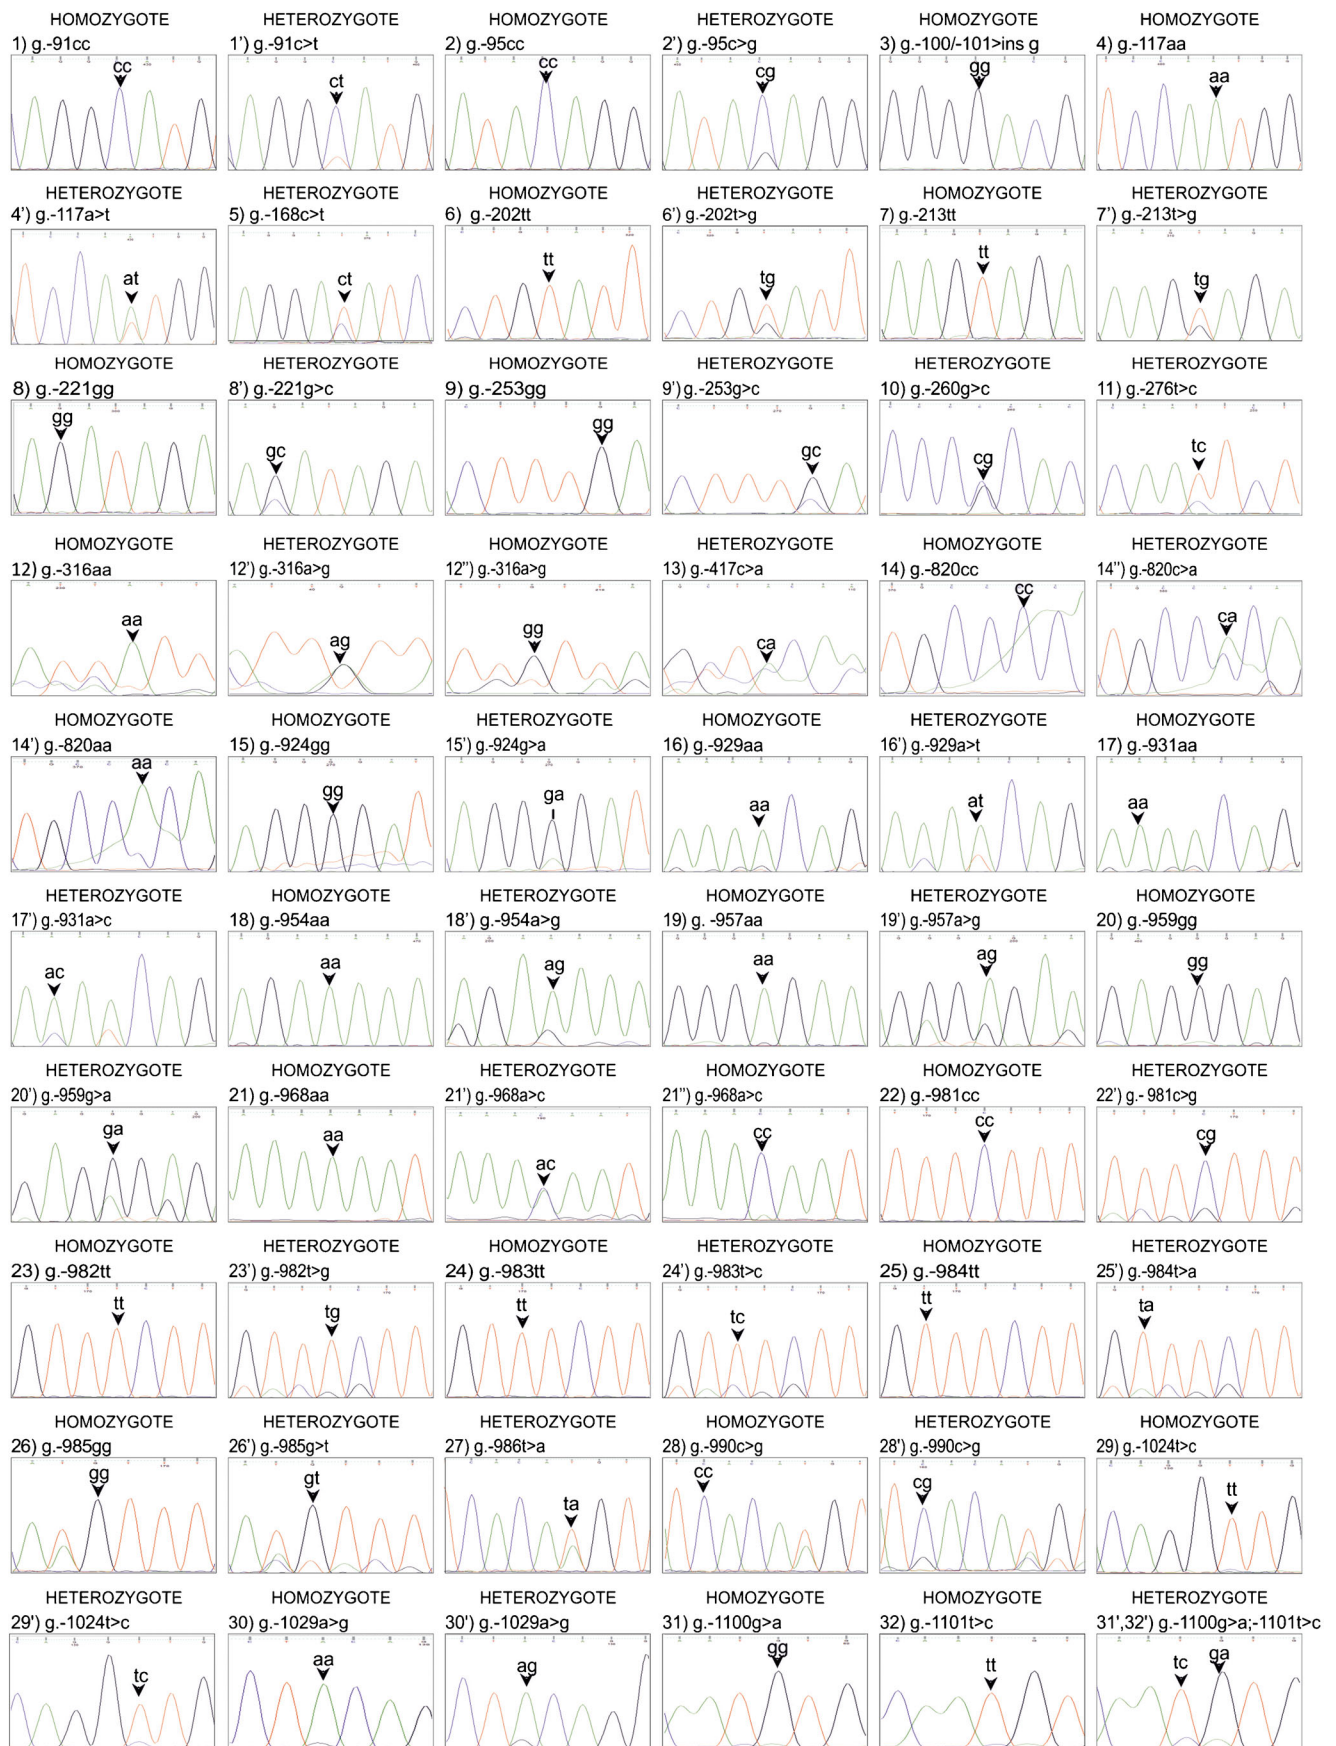 HOMOZYGOTE HETEROZYGOTE HOMOZYGOTE HETEROZYGOTE HOMOZYGOTE HOMOZYGOTE
1) g.-91cc 1') g.-91c>t 2) g.-95cc 2') g.-95c>g 3) g.-100/-101>ins g 4) g.-117aa
cc ct cc cg gg aa
HETEROZYGOTE HETEROZYGOTE HOMOZYGOTE HETEROZYGOTE HOMOZYGOTE HETEROZYGOTE
4') g.-117a>t 5) g.-168c>t 6) g.-202tt 6') g.-202t>g 7) g.-213tt 7') g.-213t>g
at ct tt tg tt tg
HOMOZYGOTE HETEROZYGOTE HOMOZYGOTE HETEROZYGOTE HETEROZYGOTE HETEROZYGOTE
8) g.-221gg 8') g.-221g>c 9) g.-253gg 9') g.-253g>c 10) g.-260g>c 11) g.-276t>c
gg gc gg gc cg tc
HOMOZYGOTE HETEROZYGOTE HOMOZYGOTE HETEROZYGOTE HOMOZYGOTE HETEROZYGOTE
12) g.-316aa 12') g.-316a>g 12'') g.-316a>g 13) g.-417c>a 14) g.-820cc 14'') g.-820c>a
aa ag gg ca cc ca
HOMOZYGOTE HOMOZYGOTE HETEROZYGOTE HOMOZYGOTE HETEROZYGOTE HOMOZYGOTE
14') g.-820aa 15) g.-924gg 15') g.-924g>a 16) g.-929aa 16') g.-929a>t 17) g.-931aa
aa gg ga aa at aa
HETEROZYGOTE HOMOZYGOTE HETEROZYGOTE HOMOZYGOTE HETEROZYGOTE HOMOZYGOTE
17') g.-931a>c 18) g.-954aa 18') g.-954a>g 19) g. -957aa 19') g.-957a>g 20) g.-959gg
ac aa ag aa ag gg
HETEROZYGOTE HOMOZYGOTE HETEROZYGOTE HOMOZYGOTE HOMOZYGOTE HETEROZYGOTE
20') g.-959g>a 21) g.-968aa 21') g.-968a>c 21'') g.-968a>c 22) g.-981cc 22') g.- 981c>g
ga aa ac cc cc cg
HOMOZYGOTE HETEROZYGOTE HOMOZYGOTE HETEROZYGOTE HOMOZYGOTE HETEROZYGOTE
23) g.-982tt 23') g.-982t>g 24) g.-983tt 24') g.-983t>c 25) g.-984tt 25') g.-984t>a
tt tg tt tc tt ta
HOMOZYGOTE HETEROZYGOTE HETEROZYGOTE HOMOZYGOTE HETEROZYGOTE HOMOZYGOTE
26) g.-985gg 26') g.-985g>t 27) g.-986t>a 28) g.-990c>g 28') g.-990c>g 29) g.-1024t>c
gg gt ta cc cg tt
HETEROZYGOTE HOMOZYGOTE HETEROZYGOTE HOMOZYGOTE HOMOZYGOTE HETEROZYGOTE
29') g.-1024t>c 30) g.-1029a>g 30') g.-1029a>g 31) g.-1100g>a 32) g.-1101t>c 31',32') g.-1100g>a;-1101t>c
tc aa ag gg tt tc ga